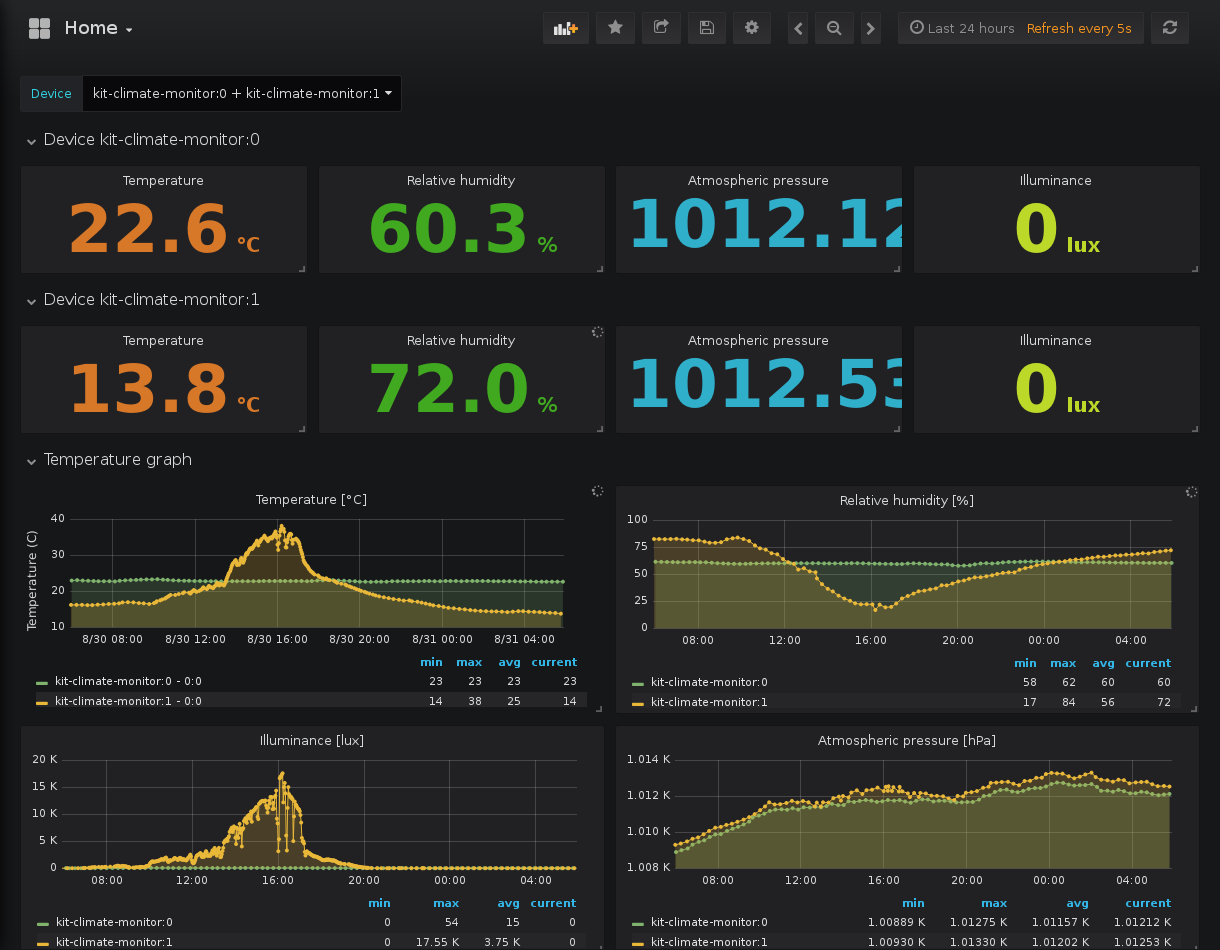 Home
Last 24 hours Refresh every 5s
Device kit-climate-monitor:0 + kit-climate-monitor:1
Device kit-climate-monitor:0
Temperature Relative humidity Atmospheric pressure Illuminance
22.6 °C 60.3 % 1012.12 0 lux
Device kit-climate-monitor:1
Temperature Relative humidity Atmospheric pressure Illuminance
13.8 °C 72.0 % 1012.53 0 lux
Temperature graph
Temperature [°C]
Temperature (C)
40
30
20
10
8/30 08:00 8/30 12:00 8/30 16:00 8/30 20:00 8/31 00:00 8/31 04:00
min max avg current
kit-climate-monitor:0 - 0:0 23 23 23 23
kit-climate-monitor:1 - 0:0 14 38 25 14
Relative humidity [%]
100
75
50
25
0
08:00 12:00 16:00 20:00 00:00 04:00
min max avg current
kit-climate-monitor:0 58 62 60 60
kit-climate-monitor:1 17 84 56 72
Illuminance [lux]
20 K
15 K
10 K
5 K
0
08:00 12:00 16:00 20:00 00:00 04:00
min max avg current
kit-climate-monitor:0 0 54 15 0
kit-climate-monitor:1 0 17.55 K 3.75 K 0
Atmospheric pressure [hPa]
1.014 K
1.012 K
1.010 K
1.008 K
08:00 12:00 16:00 20:00 00:00 04:00
min max avg current
kit-climate-monitor:0 1.00889 K 1.01275 K 1.01157 K 1.01212 K
kit-climate-monitor:1 1.00930 K 1.01330 K 1.01202 K 1.01253 K